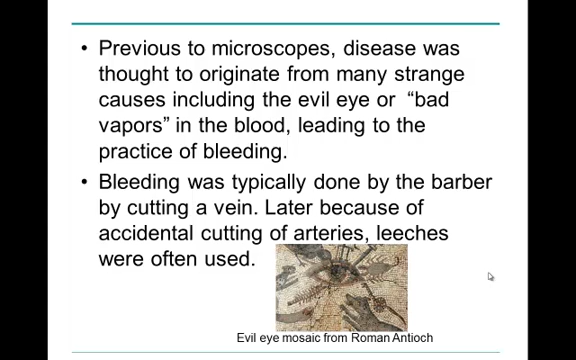 • Previous to microscopes, disease was
thought to originate from many strange
causes including the evil eye or “bad
vapors” in the blood, leading to the
practice of bleeding.
• Bleeding was typically done by the barber
by cutting a vein. Later because of
accidental cutting of arteries, leeches
were often used.
Evil eye mosaic from Roman Antioch